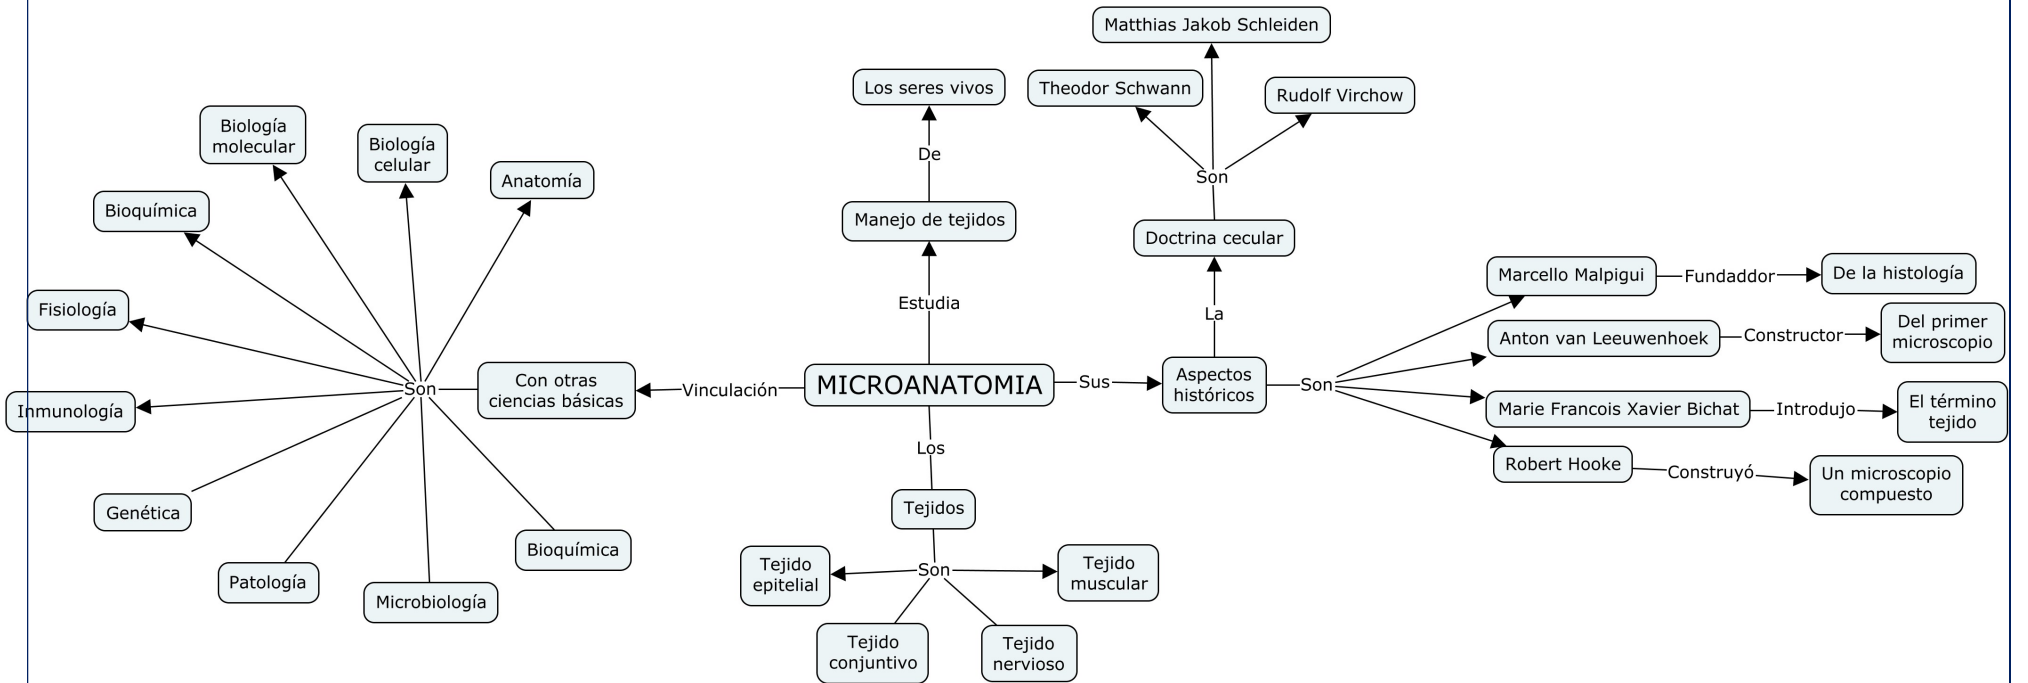 Matthias Jakob Schleiden
Los seres vivos
Theodor Schwann
Rudolf Virchow
De
Son
Manejo de tejidos
Doctrina cecular
Estudia
La
Biología
molecular
Biología
celular
Anatomía
Bioquímica
Fisiología
Inmunología
Son
Con otras
ciencias básicas
Vinculación
MICROANATOMIA
Sus
Aspectos
históricos
Son
Marcello Malpigui
Fundaddor
De la histología
Anton van Leeuwenhoek
Constructor
Del primer
microscopio
Marie Francois Xavier Bichat
Introdujo
El término
tejido
Robert Hooke
Construyó
Un microscopio
compuesto
Genética
Patología
Microbiología
Bioquímica
Los
Tejidos
Son
Tejido
epitelial
Tejido
muscular
Tejido
conjuntivo
Tejido
nervioso